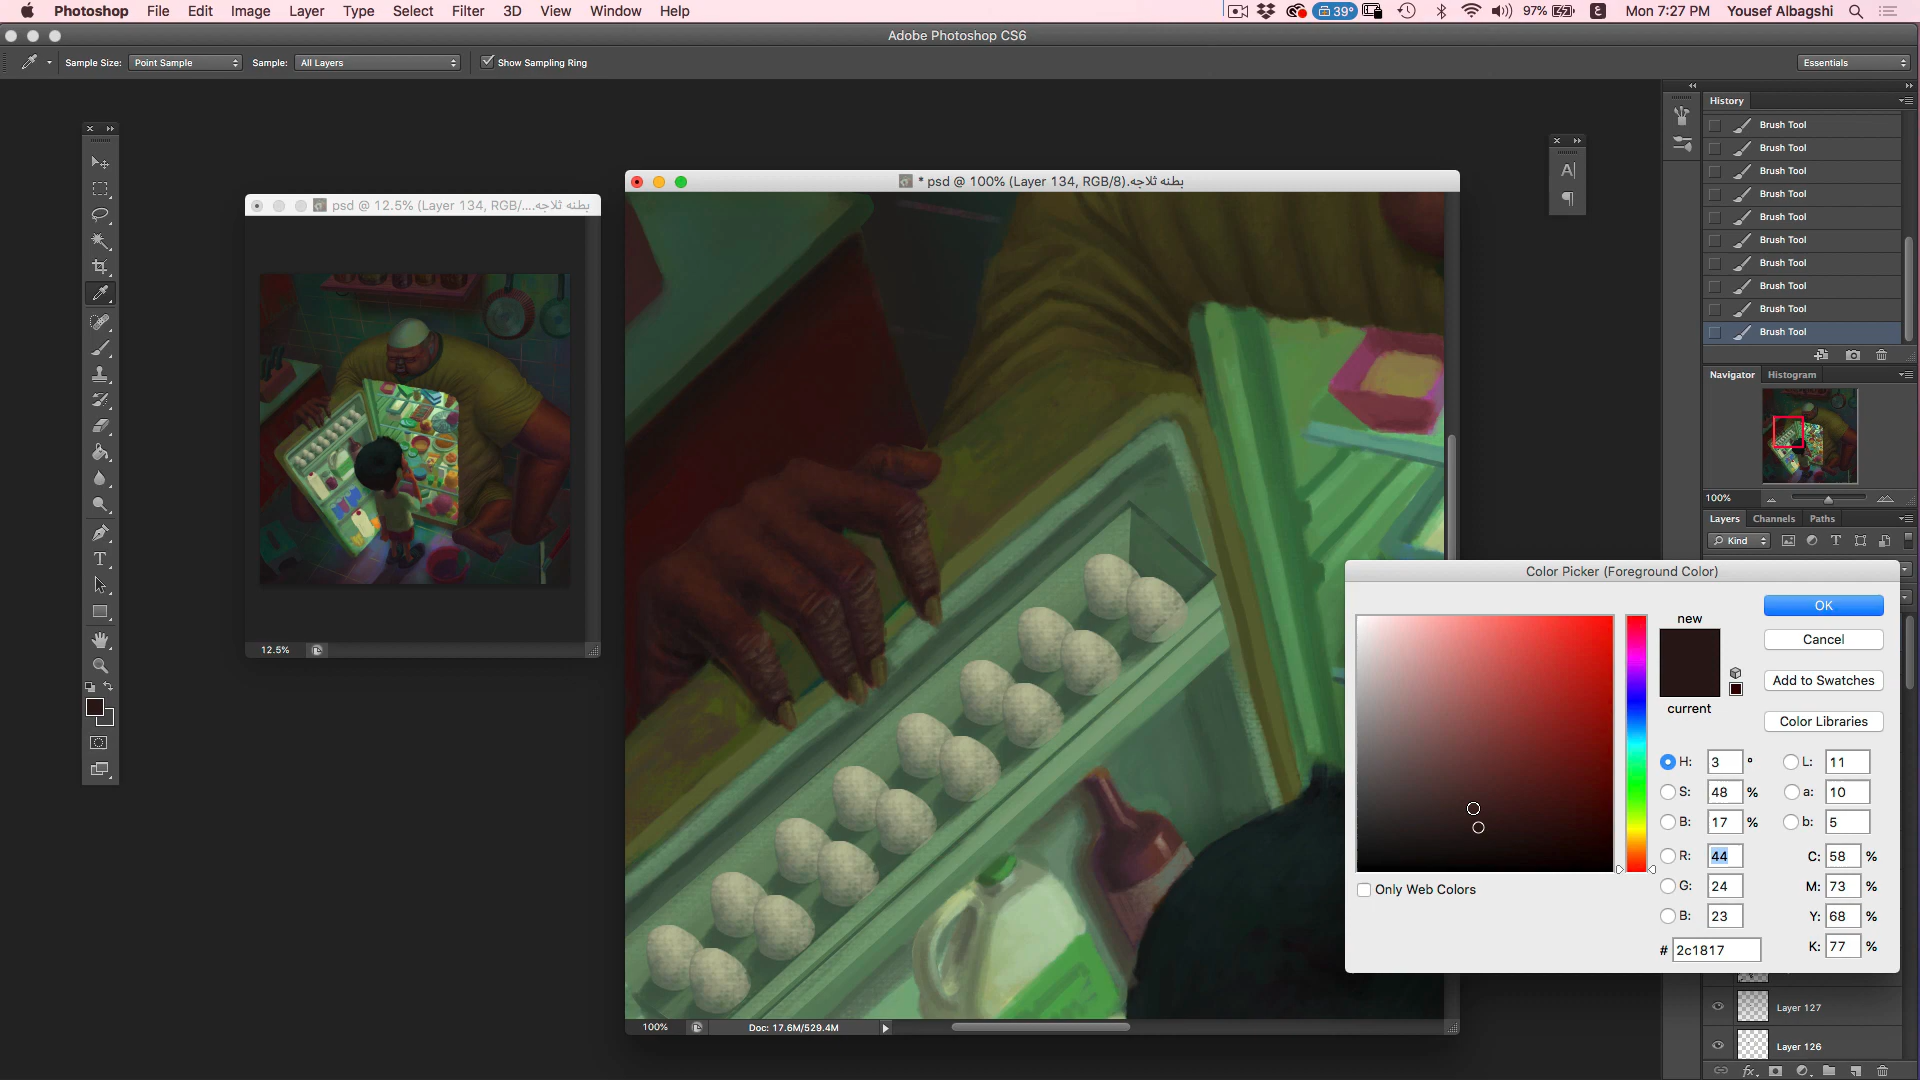 Photoshop File Edit Image Layer Type Select Filter 3D View Window Help 39° 97% ع Mon 7:27 PM Yousef Albagshi
Adobe Photoshop CS6
Sample Size: Point Sample Sample: All Layers Show Sampling Ring Essentials
History
Brush Tool
Brush Tool
Brush Tool
Brush Tool
Brush Tool
Brush Tool
Brush Tool
Brush Tool
Brush Tool
Brush Tool
A
* psd @ 100% (Layer 134, RGB/8).بطنه ثلاجه
psd @ 12.5% (Layer 134, RGB/....بطنه ثلاجه
12.5%
T
Navigator Histogram
100%
Layers Channels Paths
Kind
Color Picker (Foreground Color)
new
current
OK
Cancel
Add to Swatches
Color Libraries
H: 3 ° L: 11
S: 48 % a: 10
B: 17 % b: 5
R: 44 C: 58 %
G: 24 M: 73 %
B: 23 Y: 68 %
# 2c1817 K: 77 %
Only Web Colors
Layer 127
Layer 126
fx
100% Doc: 17.6M/529.4M